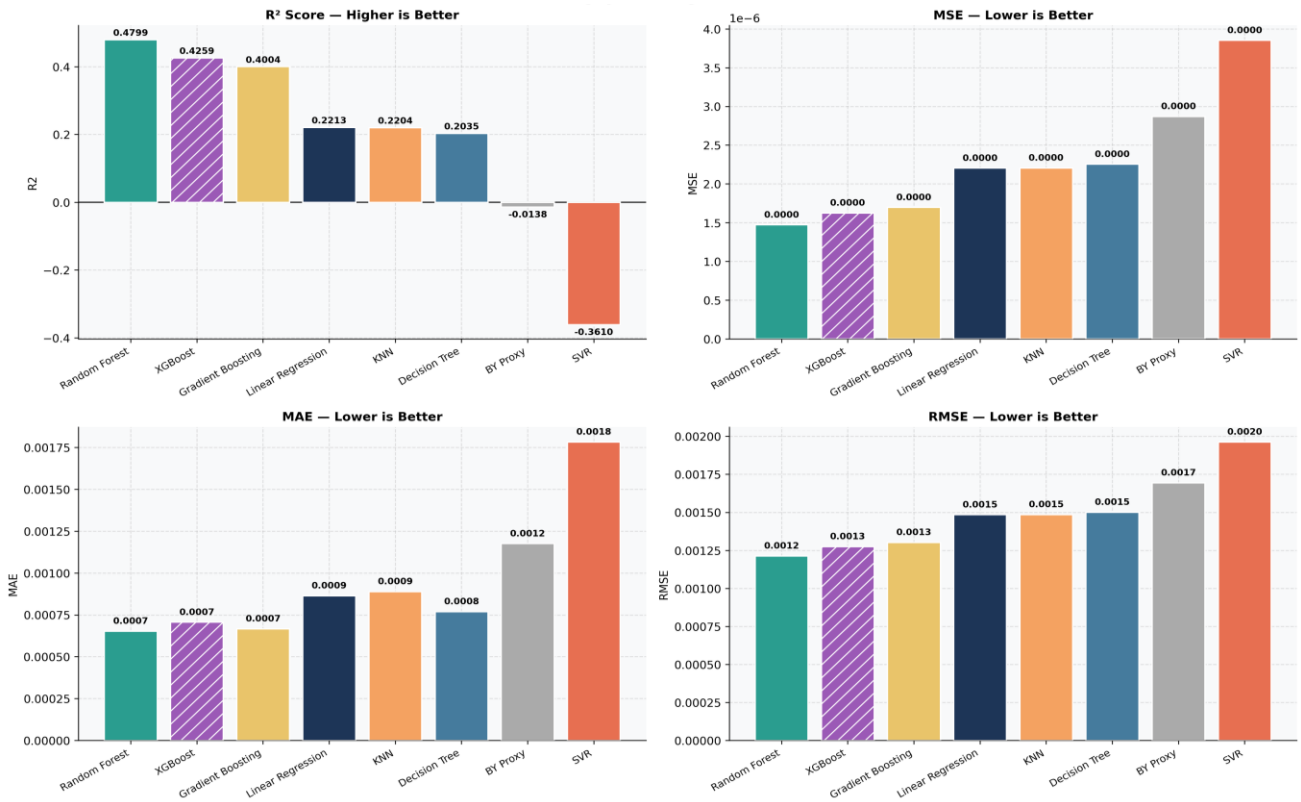 R² Score — Higher is Better
0.4799
0.4259
0.4004
0.2213
0.2204
0.2035
-0.0138
-0.3610
0.4
0.2
0.0
−0.2
−0.4
R2
Random Forest
XGBoost
Gradient Boosting
Linear Regression
KNN
Decision Tree
BY Proxy
SVR
MSE — Lower is Better
1e−6
4.0
3.5
3.0
2.5
2.0
1.5
1.0
0.5
0.0
MSE
0.0000
0.0000
0.0000
0.0000
0.0000
0.0000
0.0000
0.0000
Random Forest
XGBoost
Gradient Boosting
Linear Regression
KNN
Decision Tree
BY Proxy
SVR
MAE — Lower is Better
0.00175
0.00150
0.00125
0.00100
0.00075
0.00050
0.00025
0.00000
MAE
0.0007
0.0007
0.0007
0.0009
0.0009
0.0008
0.0012
0.0018
Random Forest
XGBoost
Gradient Boosting
Linear Regression
KNN
Decision Tree
BY Proxy
SVR
RMSE — Lower is Better
0.00200
0.00175
0.00150
0.00125
0.00100
0.00075
0.00050
0.00025
0.00000
RMSE
0.0012
0.0013
0.0013
0.0015
0.0015
0.0015
0.0017
0.0020
Random Forest
XGBoost
Gradient Boosting
Linear Regression
KNN
Decision Tree
BY Proxy
SVR